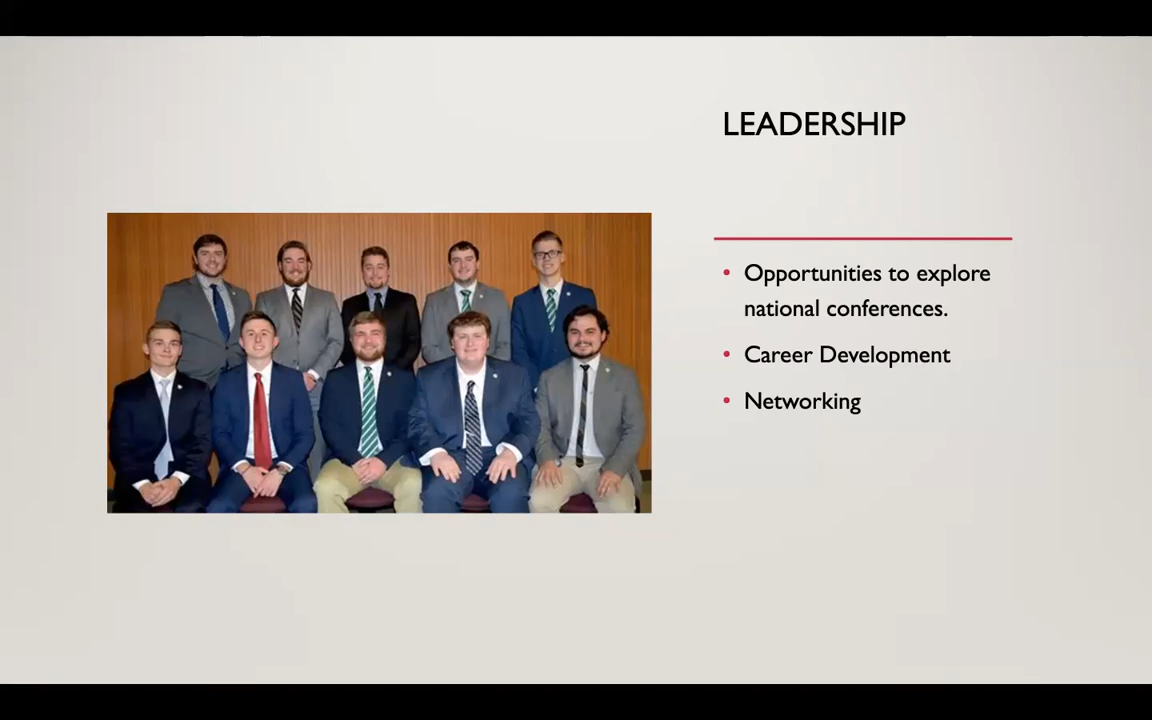 LEADERSHIP
• Opportunities to explore
national conferences.
• Career Development
• Networking